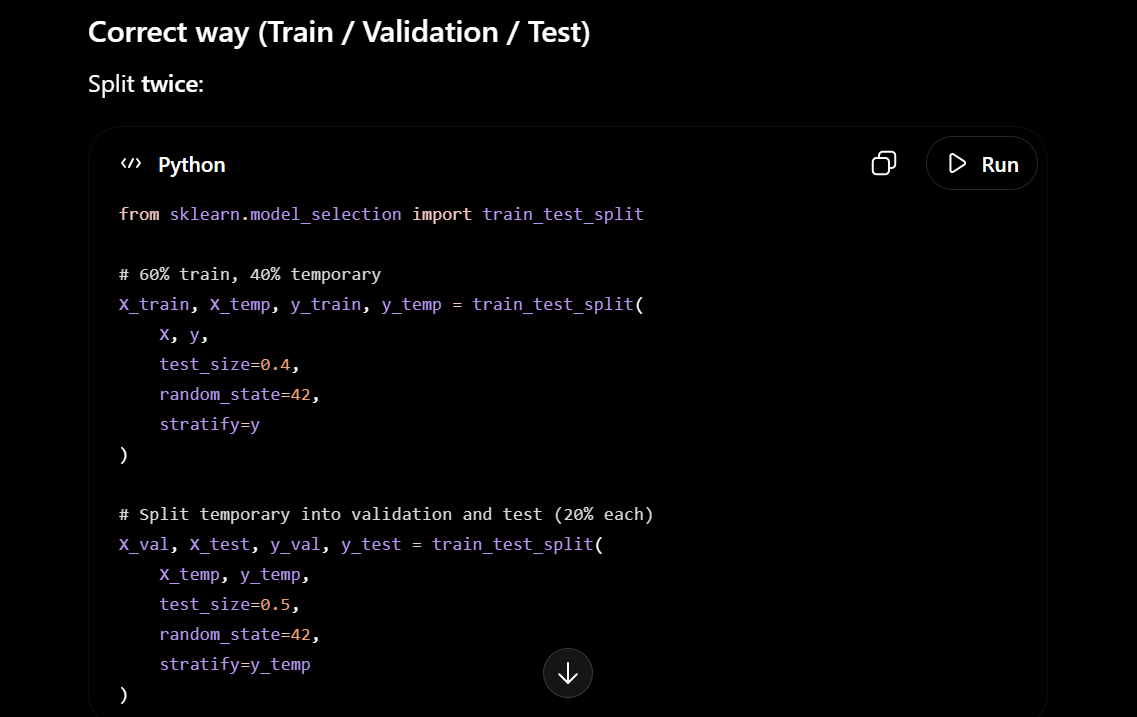 Correct way (Train / Validation / Test)
Split twice:
</> Python
Run
from sklearn.model_selection import train_test_split
# 60% train, 40% temporary
X_train, X_temp, y_train, y_temp = train_test_split(
    X, y,
    test_size=0.4,
    random_state=42,
    stratify=y
)
# Split temporary into validation and test (20% each)
X_val, X_test, y_val, y_test = train_test_split(
    X_temp, y_temp,
    test_size=0.5,
    random_state=42,
    stratify=y_temp
)